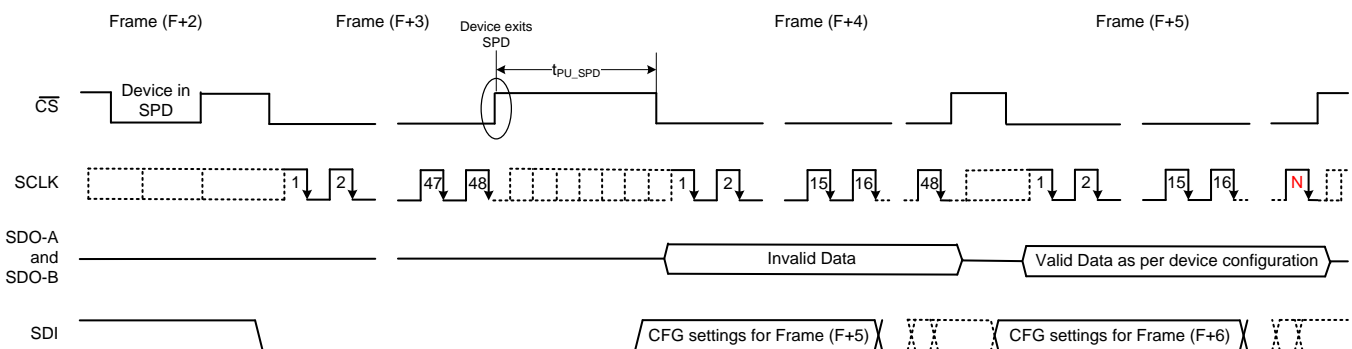 Frame (F+2) Frame (F+3) Frame (F+4) Frame (F+5)
Device exits
SPD
tPU_SPD
CS
Device in
SPD
SCLK
1 2 47 48 1 2 15 16 48 1 2 15 16 N
SDO-A
and
SDO-B
Invalid Data Valid Data as per device configuration
SDI
CFG settings for Frame (F+5) CFG settings for Frame (F+6)